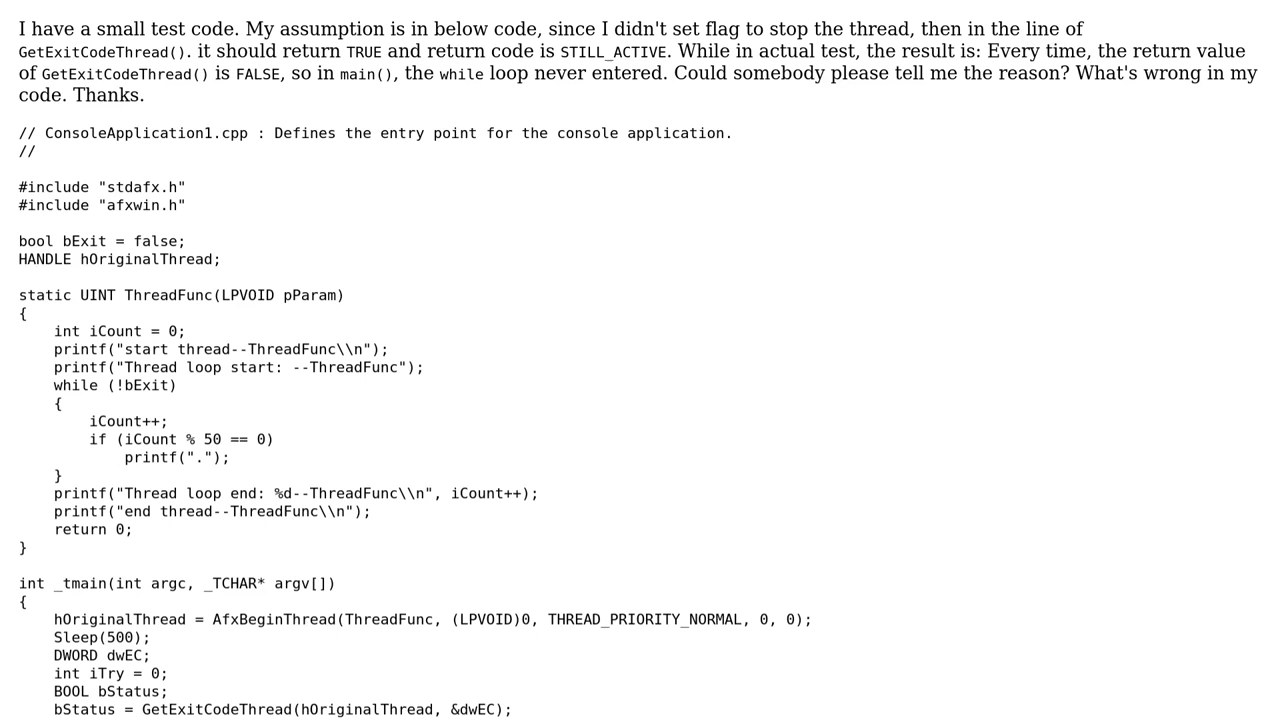 I have a small test code. My assumption is in below code, since I didn't set flag to stop the thread, then in the line of
GetExitCodeThread(). it should return TRUE and return code is STILL_ACTIVE. While in actual test, the result is: Every time, the return value
of GetExitCodeThread() is FALSE, so in main(), the while loop never entered. Could somebody please tell me the reason? What's wrong in my
code. Thanks.
// ConsoleApplication1.cpp : Defines the entry point for the console application.
//
#include "stdafx.h"
#include "afxwin.h"
bool bExit = false;
HANDLE hOriginalThread;
static UINT ThreadFunc(LPVOID pParam)
{
    int iCount = 0;
    printf("start thread--ThreadFunc\\n");
    printf("Thread loop start: --ThreadFunc");
    while (!bExit)
    {
        iCount++;
        if (iCount % 50 == 0)
            printf(".");
    }
    printf("Thread loop end: %d--ThreadFunc\\n", iCount++);
    printf("end thread--ThreadFunc\\n");
    return 0;
}
int _tmain(int argc, _TCHAR* argv[])
{
    hOriginalThread = AfxBeginThread(ThreadFunc, (LPVOID)0, THREAD_PRIORITY_NORMAL, 0, 0);
    Sleep(500);
    DWORD dwEC;
    int iTry = 0;
    BOOL bStatus;
    bStatus = GetExitCodeThread(hOriginalThread, &dwEC);